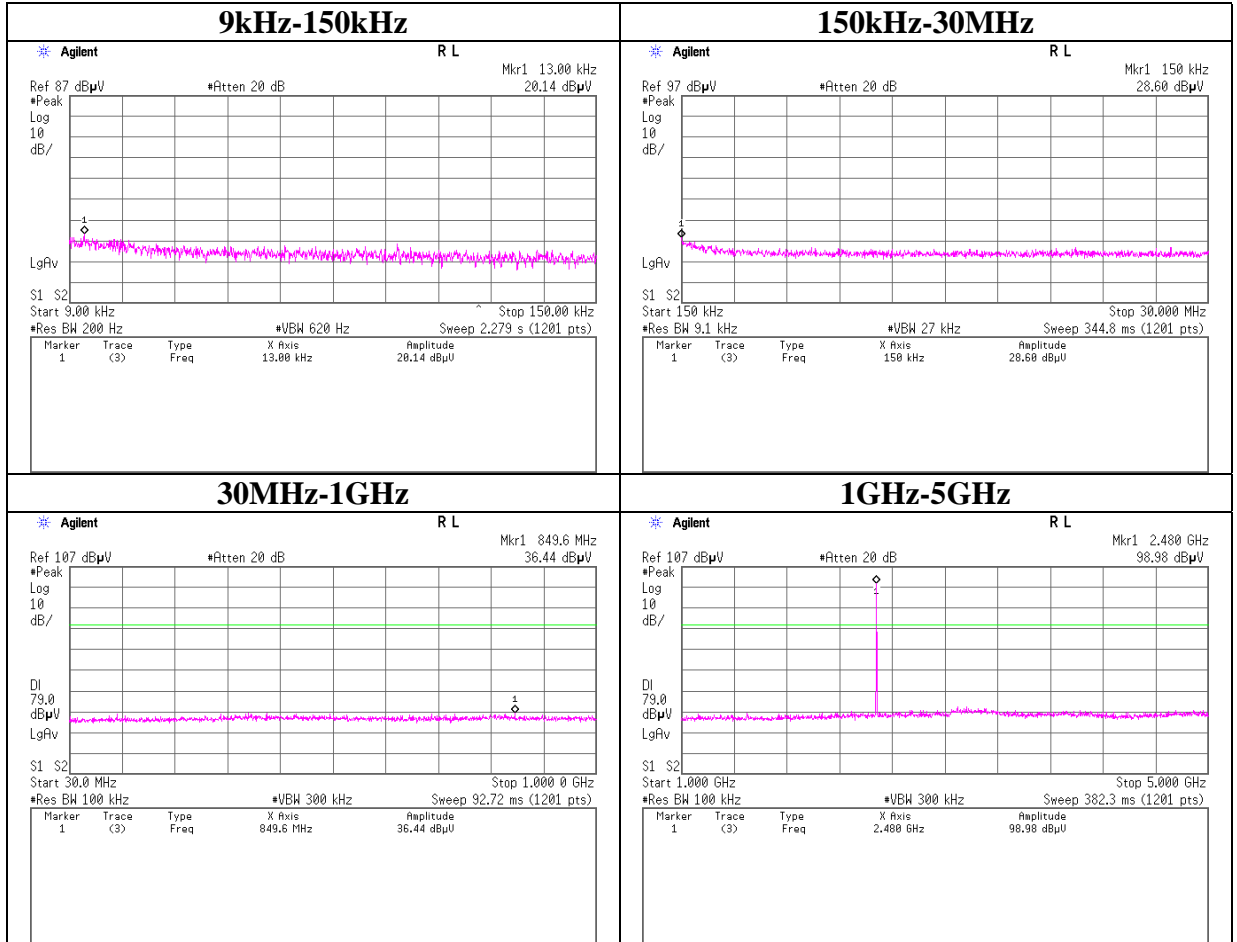 9kHz-150kHz
Agilent R L
Mkr1 13.00 kHz
Ref 87 dBµV #Atten 20 dB 20.14 dBµV
#Peak
Log
10
dB/
1
LgAv
S1 S2
Start 9.00 kHz ^ Stop 150.00 kHz
#Res BW 200 Hz #VBW 620 Hz Sweep 2.279 s (1201 pts)
Marker Trace Type X Axis Amplitude
1 (3) Freq 13.00 kHz 20.14 dBµV
150kHz-30MHz
Agilent R L
Mkr1 150 kHz
Ref 97 dBµV #Atten 20 dB 28.60 dBµV
#Peak
Log
10
dB/
1
LgAv
S1 S2
Start 150 kHz Stop 30.000 MHz
#Res BW 9.1 kHz #VBW 27 kHz Sweep 344.8 ms (1201 pts)
Marker Trace Type X Axis Amplitude
1 (3) Freq 150 kHz 28.60 dBµV
30MHz-1GHz
Agilent R L
Mkr1 849.6 MHz
Ref 107 dBµV #Atten 20 dB 36.44 dBµV
#Peak
Log
10
dB/
DI
79.0
dBµV
1
LgAv
S1 S2
Start 30.0 MHz Stop 1.000 0 GHz
#Res BW 100 kHz #VBW 300 kHz Sweep 92.72 ms (1201 pts)
Marker Trace Type X Axis Amplitude
1 (3) Freq 849.6 MHz 36.44 dBµV
1GHz-5GHz
Agilent R L
Mkr1 2.480 GHz
Ref 107 dBµV #Atten 20 dB 98.98 dBµV
#Peak
Log
1
10
dB/
DI
79.0
dBµV
LgAv
S1 S2
Start 1.000 GHz Stop 5.000 GHz
#Res BW 100 kHz #VBW 300 kHz Sweep 382.3 ms (1201 pts)
Marker Trace Type X Axis Amplitude
1 (3) Freq 2.480 GHz 98.98 dBµV